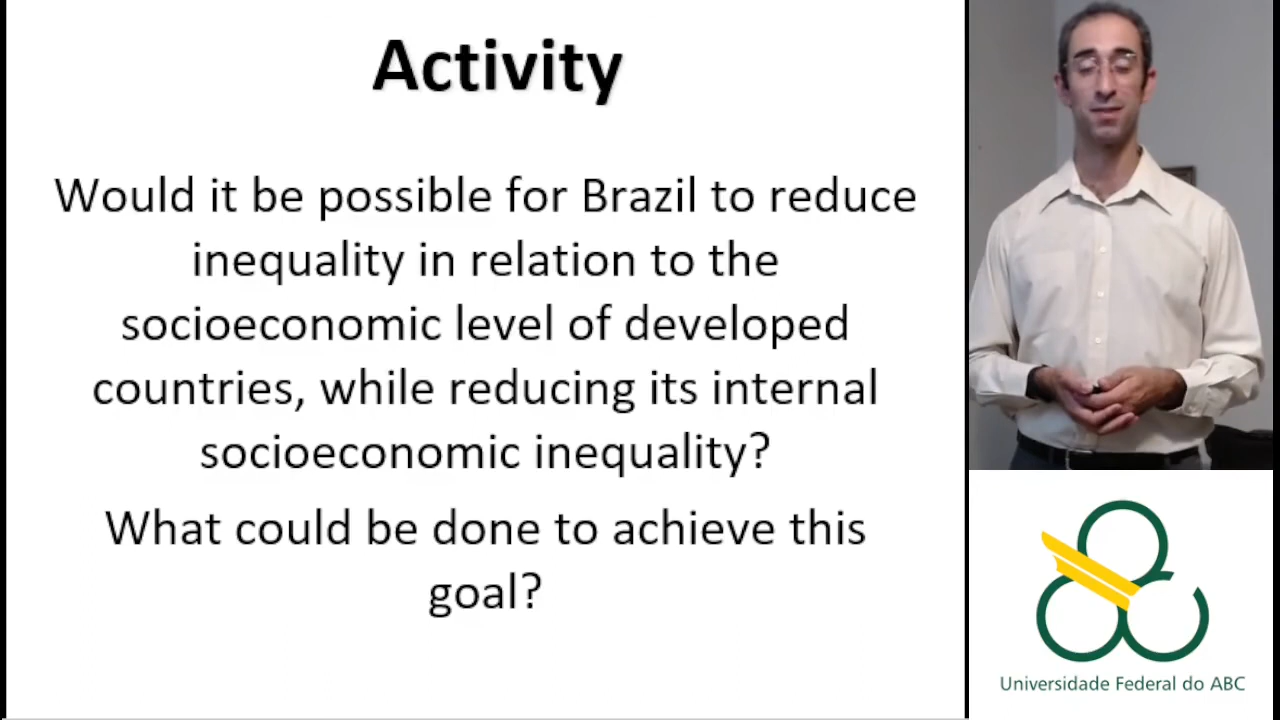 Activity
Would it be possible for Brazil to reduce
inequality in relation to the
socioeconomic level of developed
countries, while reducing its internal
socioeconomic inequality?
What could be done to achieve this
goal?
Universidade Federal do ABC